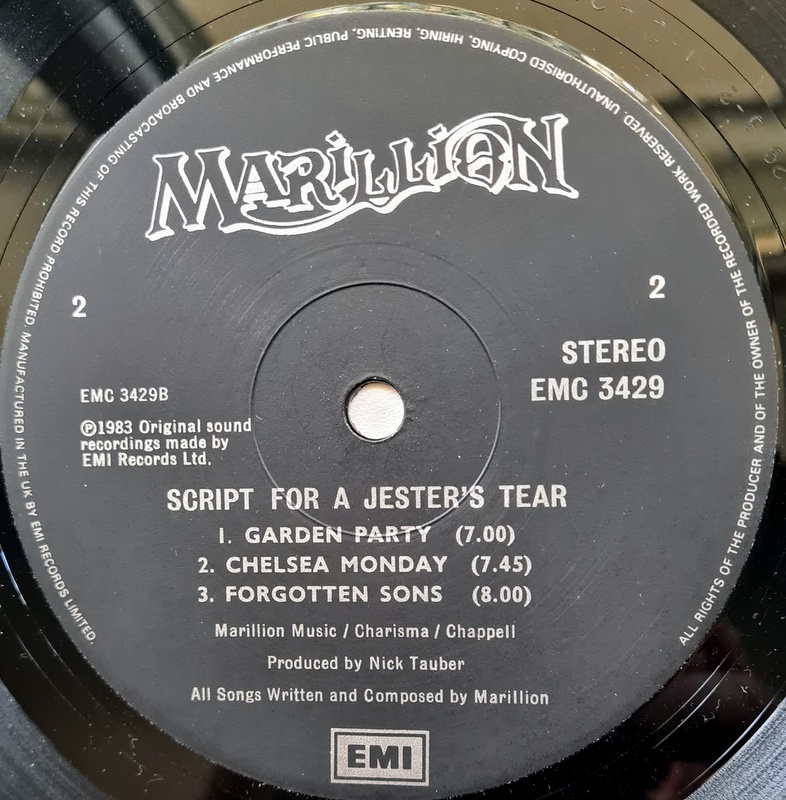 MARILLION
2
2
STEREO
EMC 3429
EMC 3429B
℗1983 Original sound
recordings made by
EMI Records Ltd.
SCRIPT FOR A JESTER'S TEAR
1. GARDEN PARTY (7.00)
2. CHELSEA MONDAY (7.45)
3. FORGOTTEN SONS (8.00)
Marillion Music / Charisma / Chappell
Produced by Nick Tauber
All Songs Written and Composed by Marillion
EMI
ALL RIGHTS OF THE PRODUCER AND OF THE OWNER OF THE RECORDED WORK RESERVED. UNAUTHORISED COPYING, HIRING, RENTING, PUBLIC PERFORMANCE AND BROADCASTING OF THIS RECORD PROHIBITED. MANUFACTURED IN THE UK BY EMI RECORDS LIMITED.